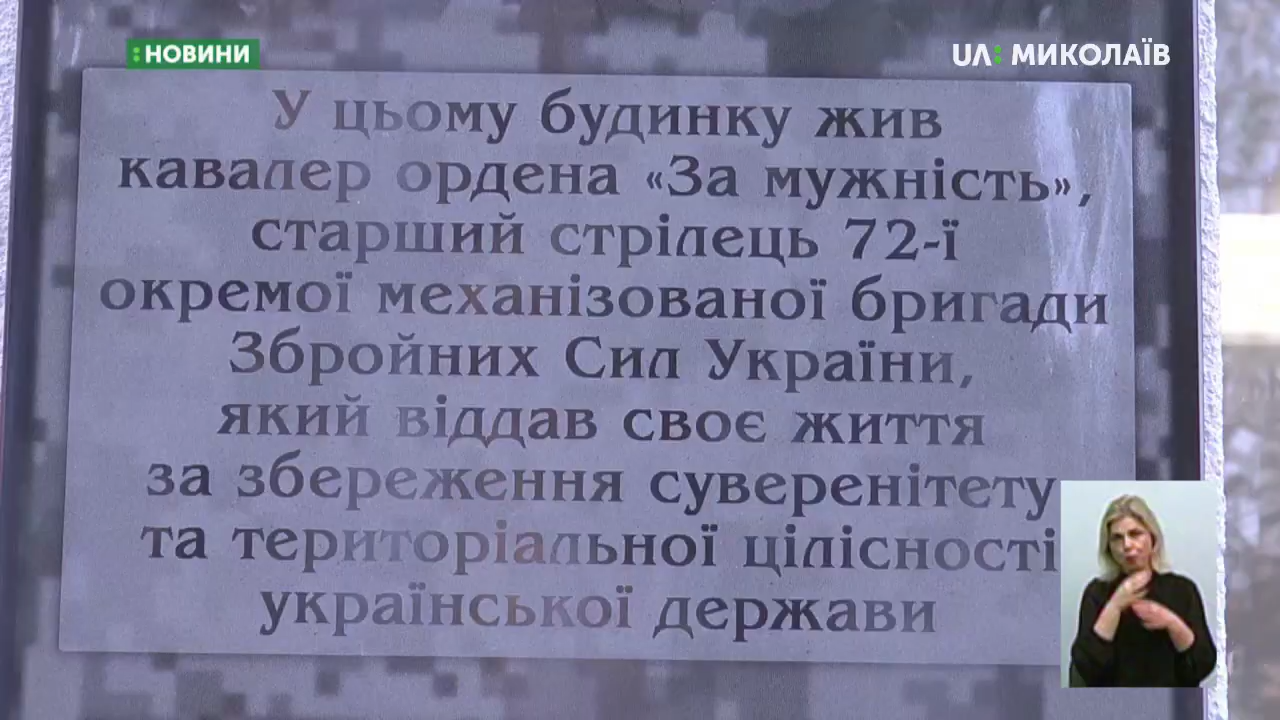 :НОВИНИ
UA: МИКОЛАЇВ
У цьому будинку жив
кавалер ордена «За мужність»,
старший стрілець 72-ї
окремої механізованої бригади
Збройних Сил України,
який віддав своє життя
за збереження суверенітету
та територіальної цілісності
української держави